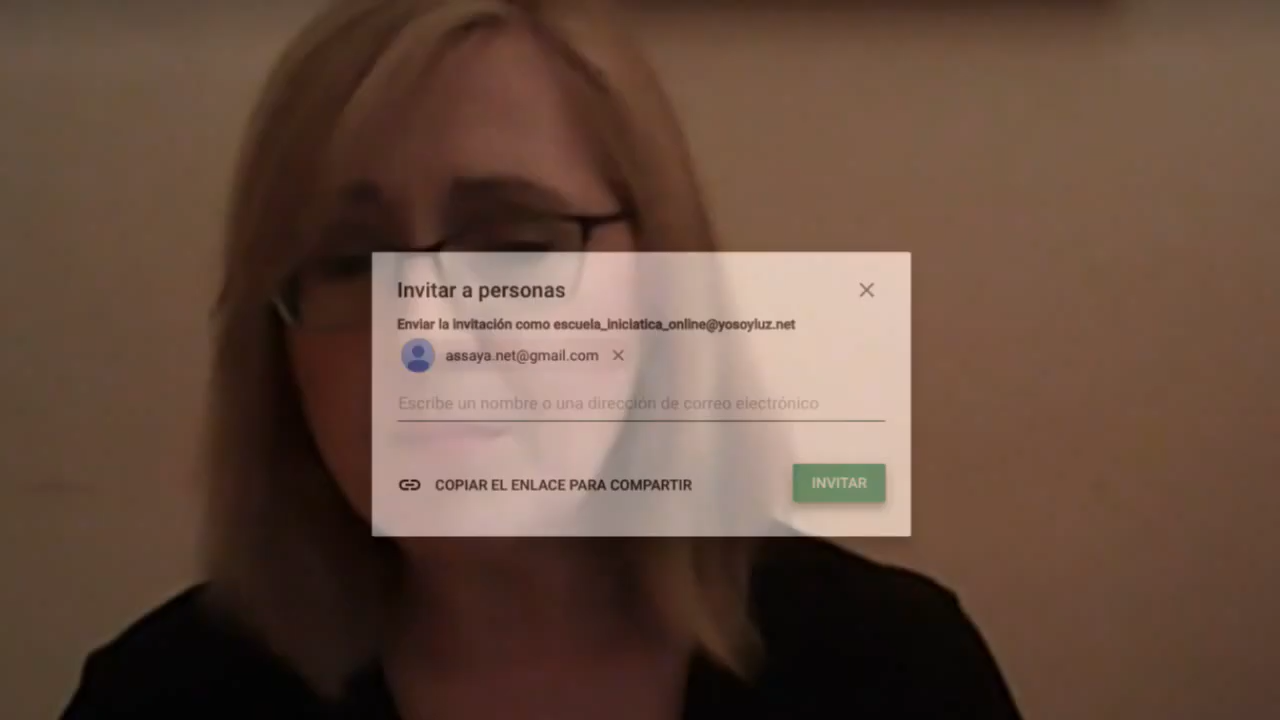 Invitar a personas
Enviar la invitación como escuela_iniciatica_online@yosoyluz.net
assaya.net@gmail.com
Escribe un nombre o una dirección de correo electrónico
COPIAR EL ENLACE PARA COMPARTIR
INVITAR